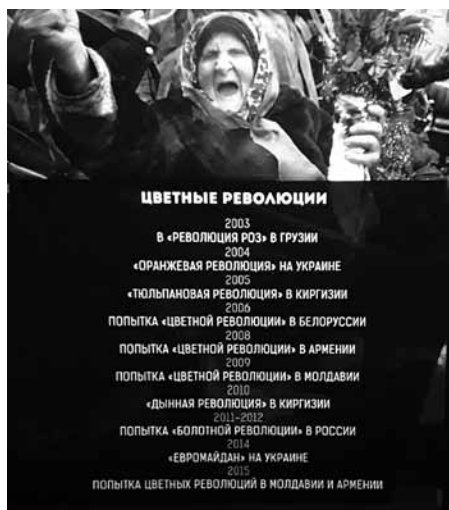 ЦВЕТНЫЕ РЕВОЛЮЦИИ
2003
В «РЕВОЛЮЦИЯ РОЗ» В ГРУЗИИ
2004
«ОРАНЖЕВАЯ РЕВОЛЮЦИЯ» НА УКРАИНЕ
2005
«ТЮЛЬПАНОВАЯ РЕВОЛЮЦИЯ» В КИРГИЗИИ
2006
ПОПЫТКА «ЦВЕТНОЙ РЕВОЛЮЦИИ» В БЕЛОРУССИИ
2008
ПОПЫТКА «ЦВЕТНОЙ РЕВОЛЮЦИИ» В АРМЕНИИ
2009
ПОПЫТКА «ЦВЕТНОЙ РЕВОЛЮЦИИ» В МОЛДАВИИ
2010
«ДЫННАЯ РЕВОЛЮЦИЯ» В КИРГИЗИИ
2011–2012
ПОПЫТКА «БОЛОТНОЙ РЕВОЛЮЦИИ» В РОССИИ
2014
«ЕВРОМАЙДАН» НА УКРАИНЕ
2015
ПОПЫТКА ЦВЕТНЫХ РЕВОЛЮЦИЙ В МОЛДАВИИ И АРМЕНИИ